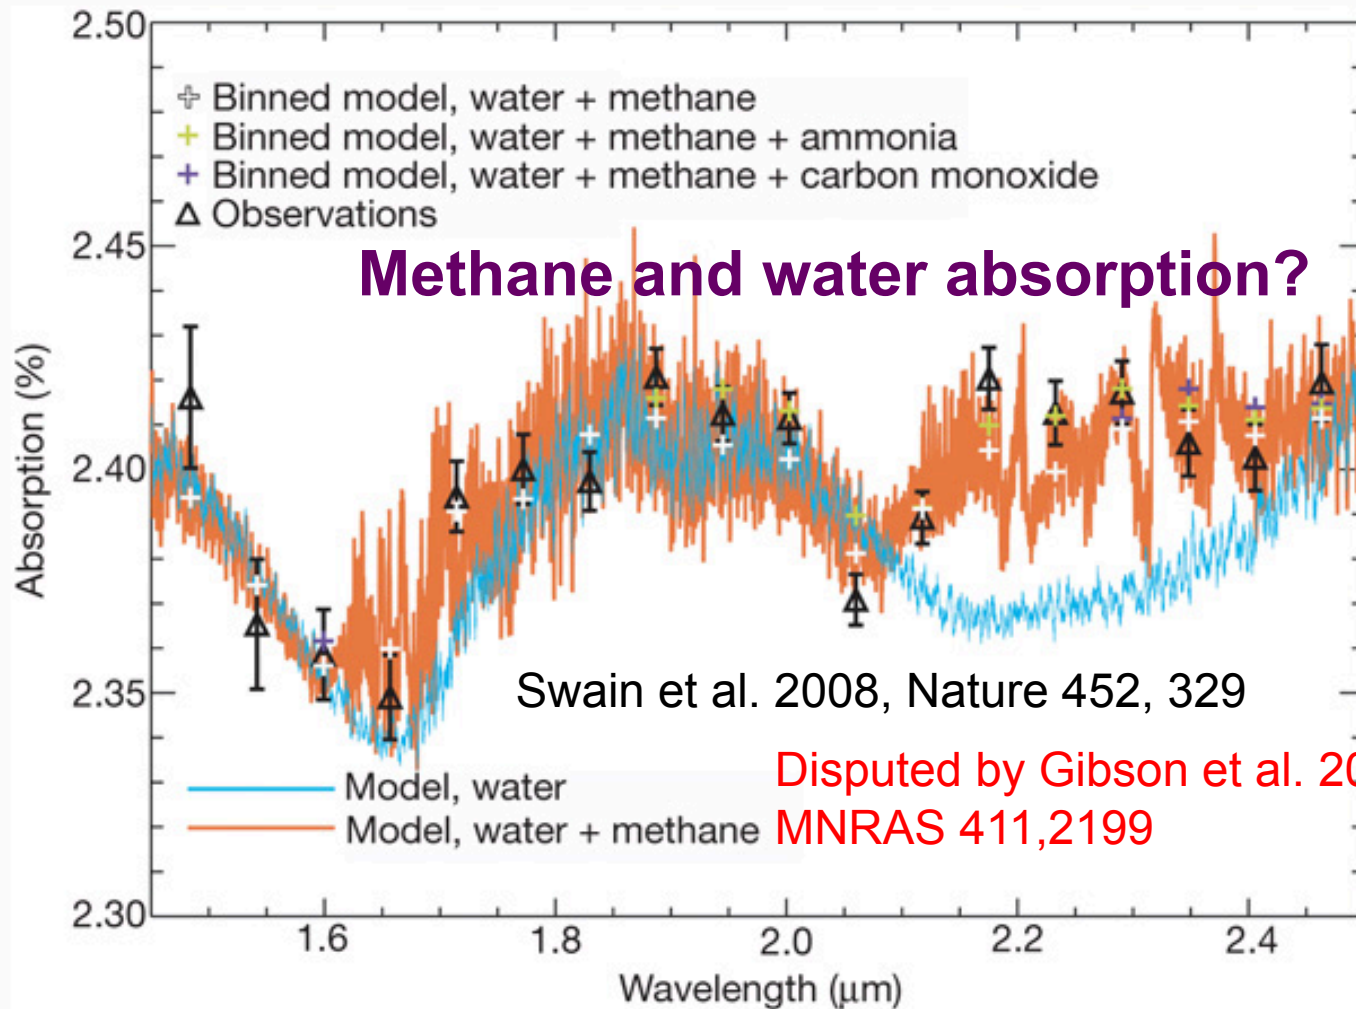 2.50
Binned model, water + methane
Binned model, water + methane + ammonia
Binned model, water + methane + carbon monoxide
Observations
2.45
Methane and water absorption?
Absorption (%)
2.40
2.35
Swain et al. 2008, Nature 452, 329
Disputed by Gibson et al.
Model, water
Model, water + methane
MNRAS 411,2199
2.30
1.6 1.8 2.0 2.2 2.4
Wavelength (μm)